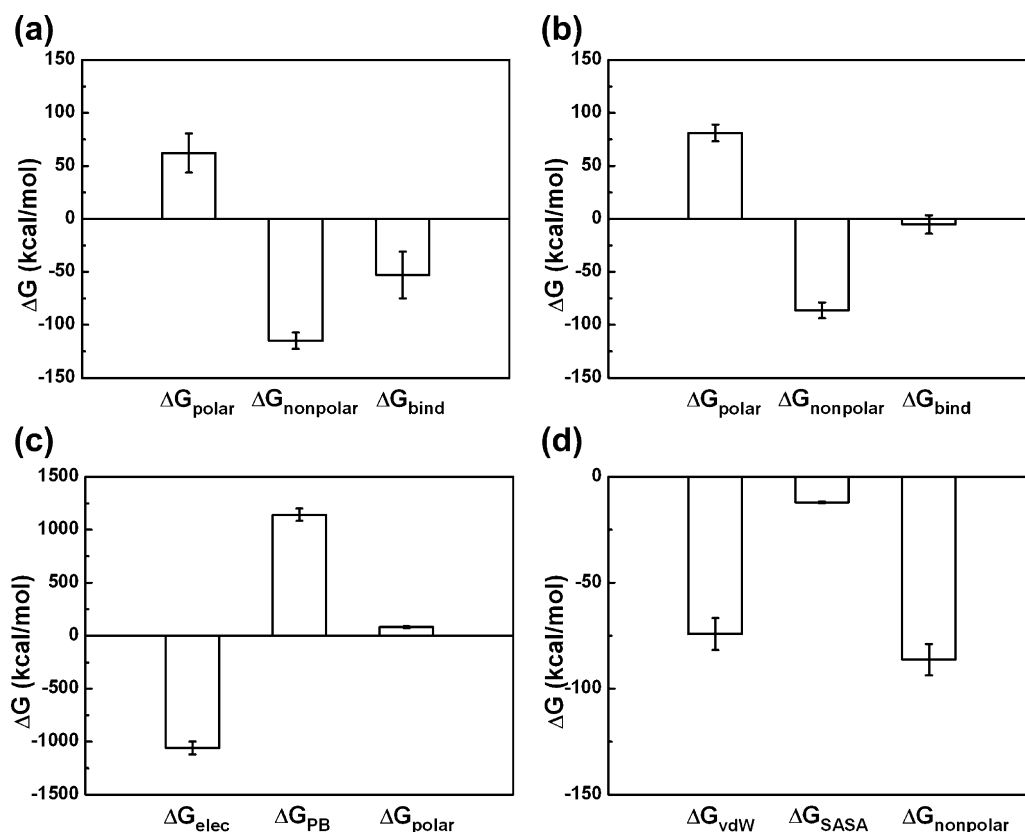 (a)
150
100
50
0
-50
-100
-150
ΔG (kcal/mol)
ΔGpolar ΔGnonpolar ΔGbind
(b)
150
100
50
0
-50
-100
-150
ΔG (kcal/mol)
ΔGpolar ΔGnonpolar ΔGbind
(c)
1500
1000
500
0
-500
-1000
-1500
ΔG (kcal/mol)
ΔGelec ΔGPB ΔGpolar
(d)
0
-50
-100
-150
ΔG (kcal/mol)
ΔGvdW ΔGSASA ΔGnonpolar